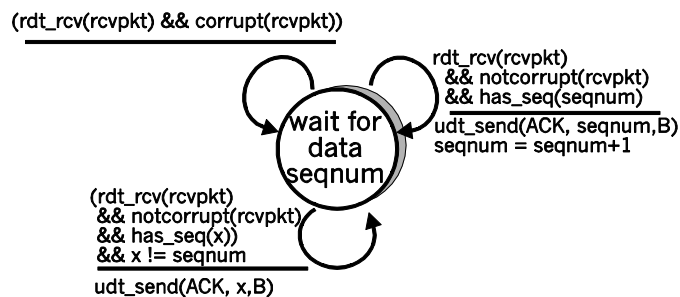 (rdt_rcv(rcvpkt) && corrupt(rcvpkt))
rdt_rcv(rcvpkt)
&& notcorrupt(rcvpkt)
&& has_seq(seqnum)
udt_send(ACK, seqnum,B)
seqnum = seqnum+1
wait for
data
seqnum
(rdt_rcv(rcvpkt)
&& notcorrupt(rcvpkt)
&& has_seq(x))
&& x != seqnum
udt_send(ACK, x,B)